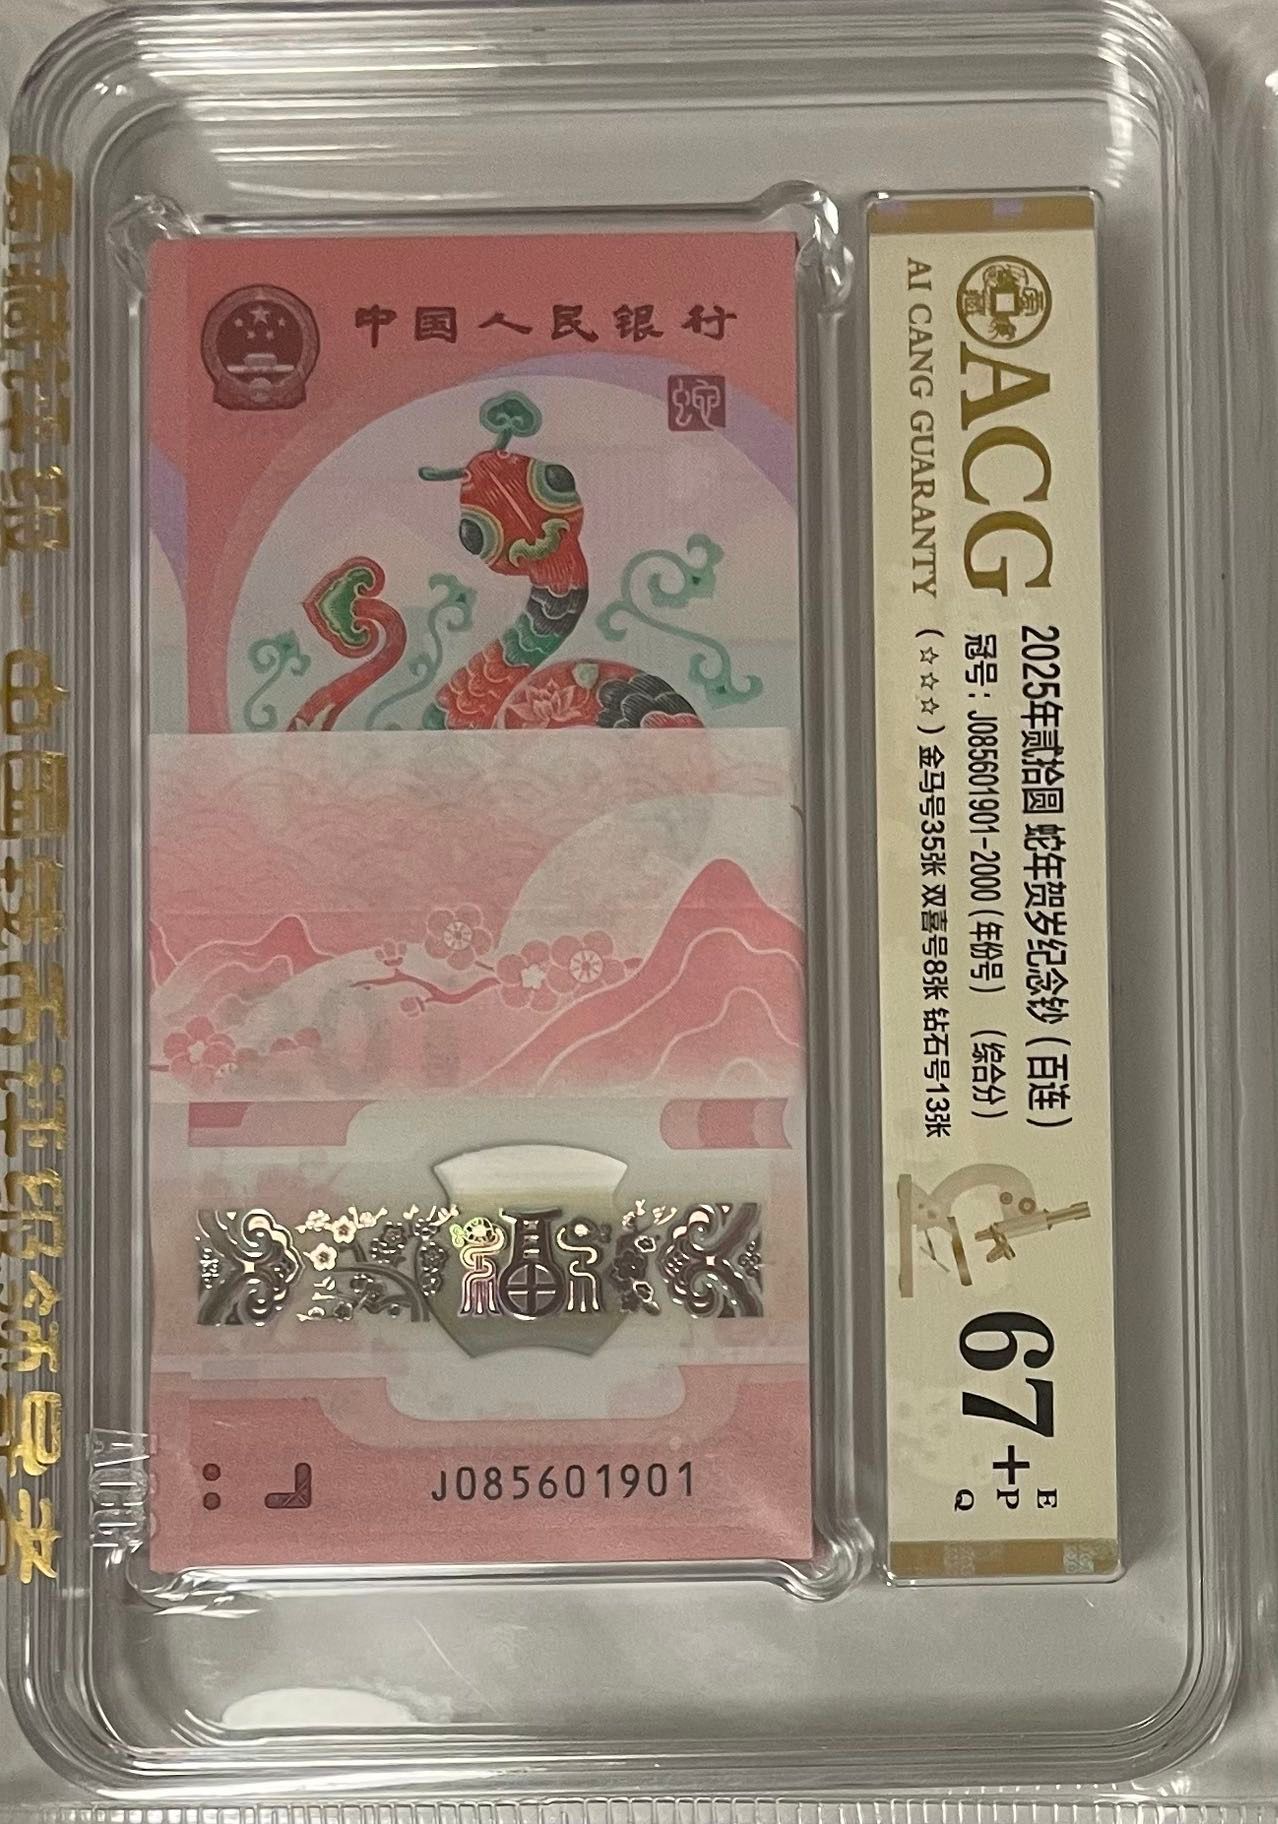 中国人民银行
蛇
J085601901
ACG
AI CANG GUARANTY
2025年贰拾圆 蛇年贺岁纪念钞（百连）
冠号：J085601901-2000（年份号）（综合分）
（☆☆☆）金马号35张 双喜号8张 钻石号13张
67+
E
P
Q
ACG